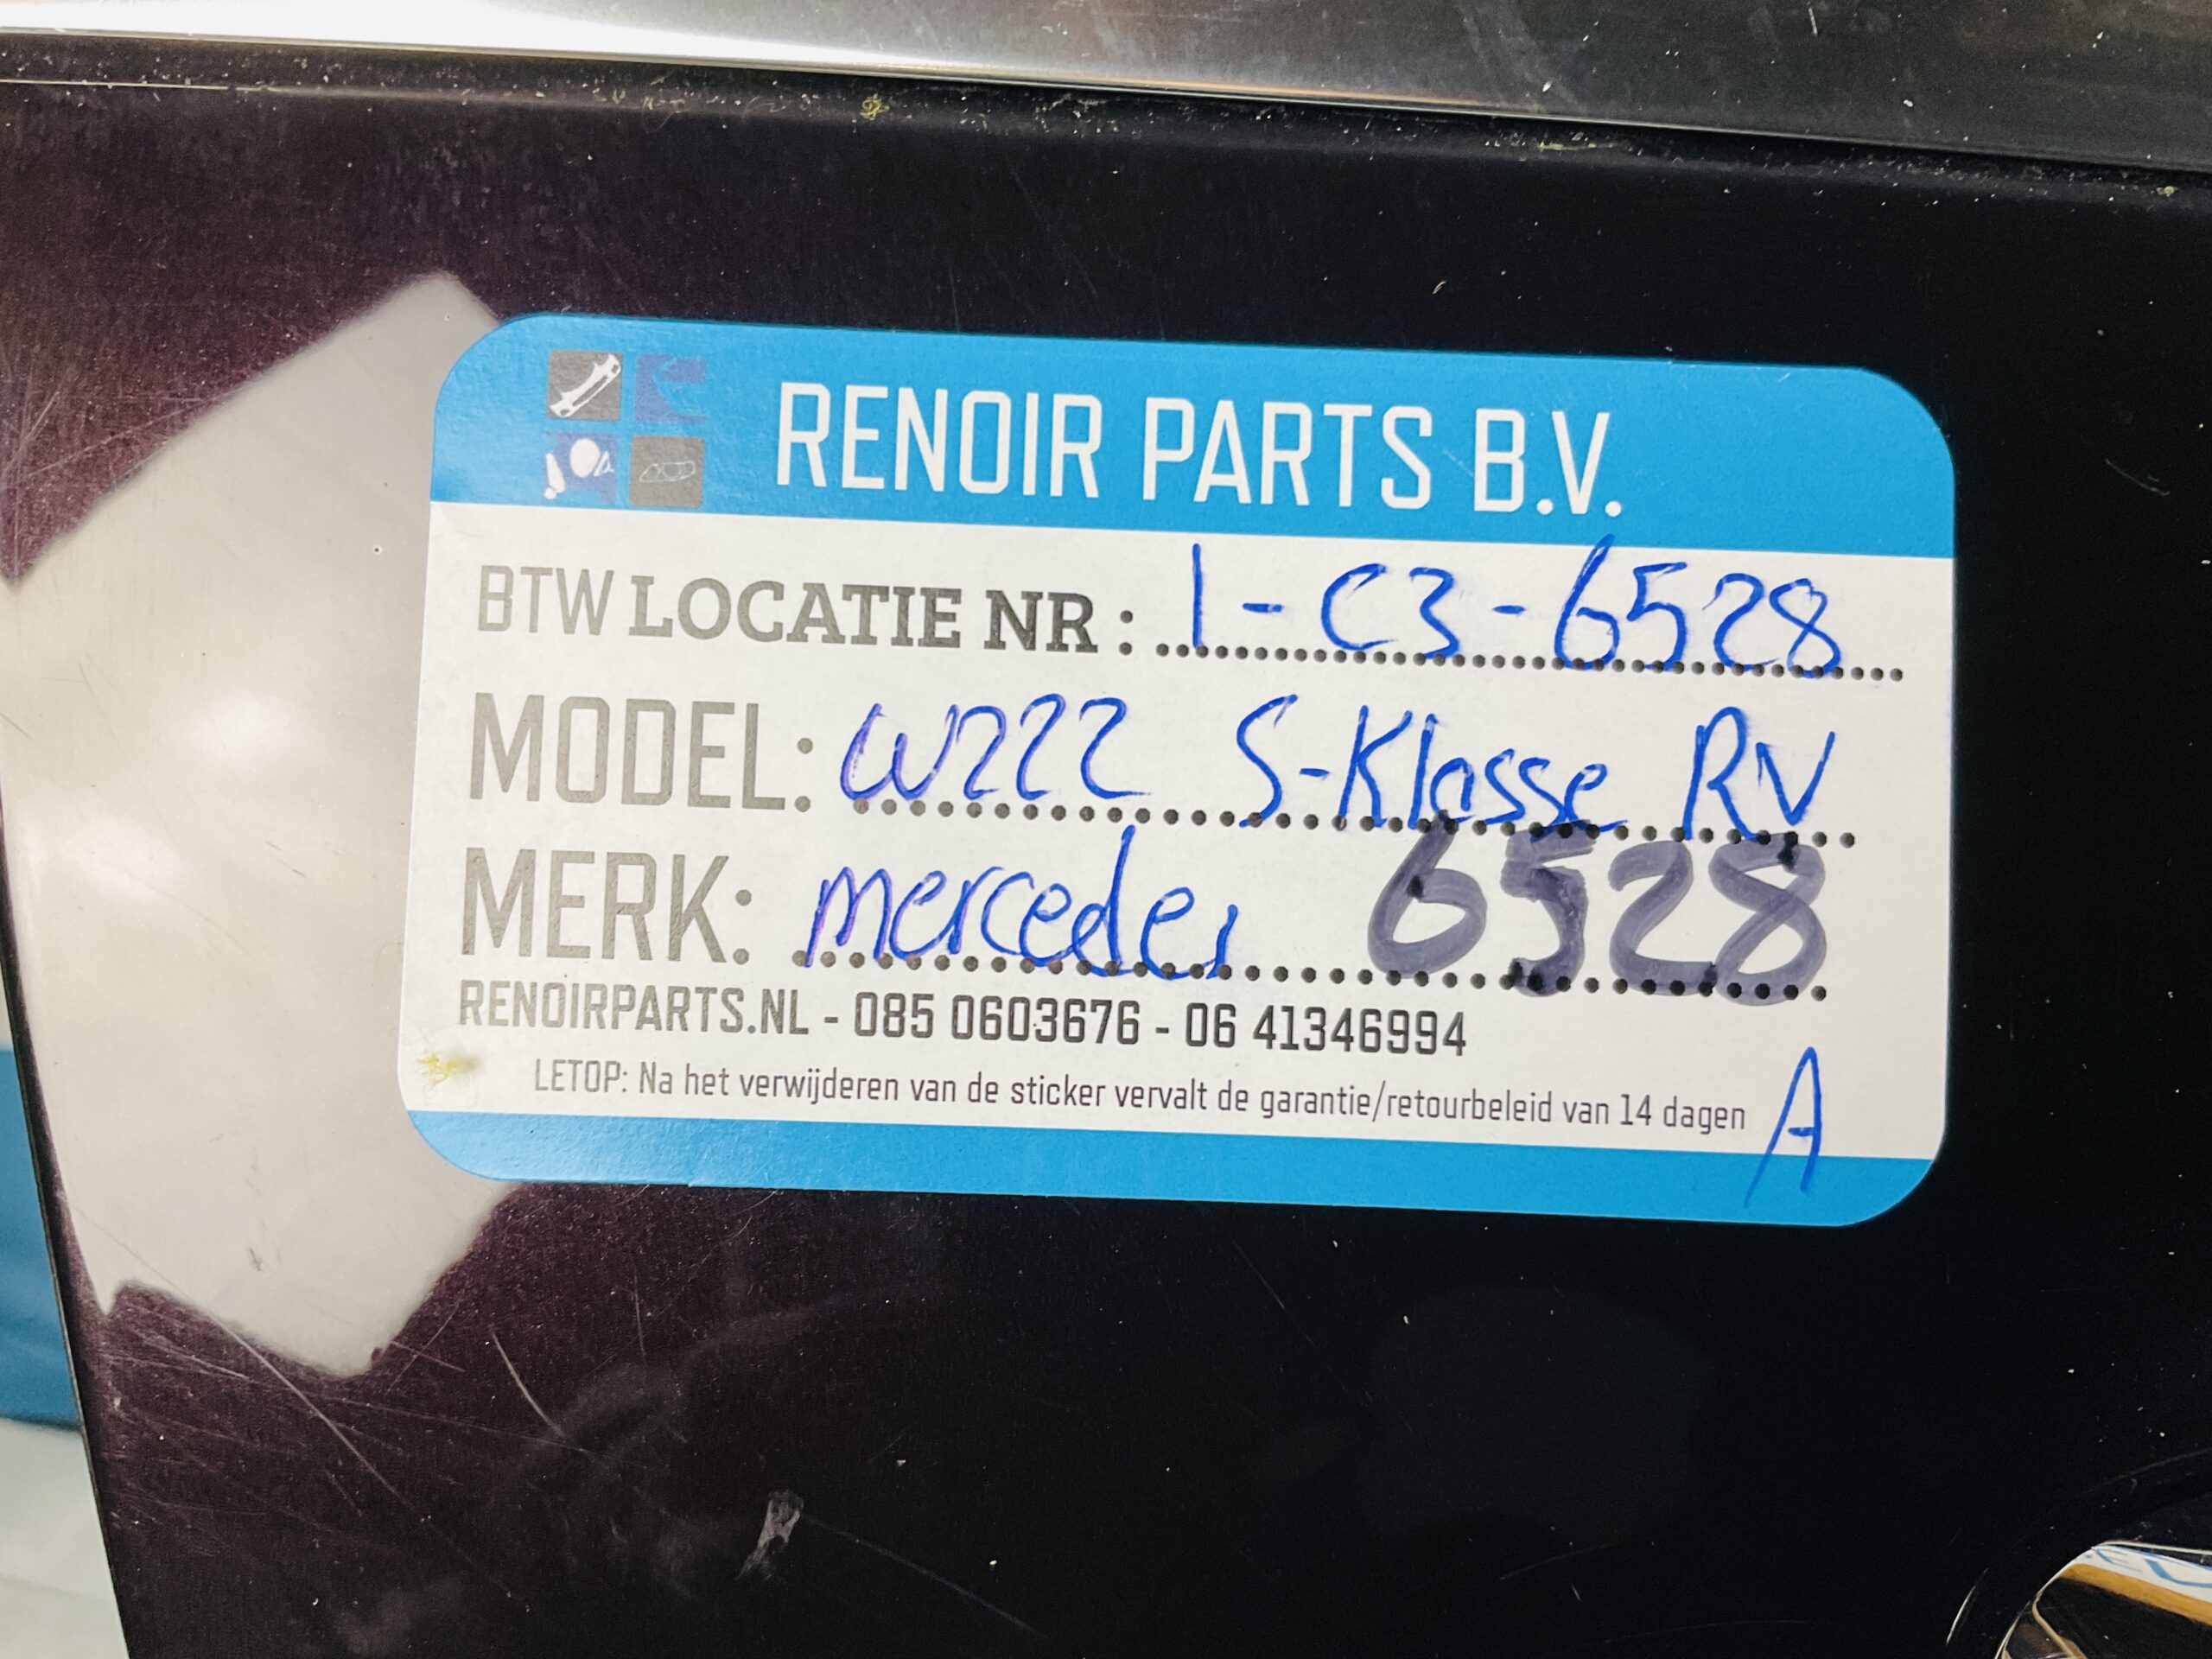 RENOIR PARTS B.V.
BTW LOCATIE NR : 1-C3-6528
MODEL: W222 S-Klasse RV
MERK: mercedes 6528
RENOIRPARTS.NL - 085 0603676 - 06 41346994
LETOP: Na het verwijderen van de sticker vervalt de garantie/retourbeleid van 14 dagen
A